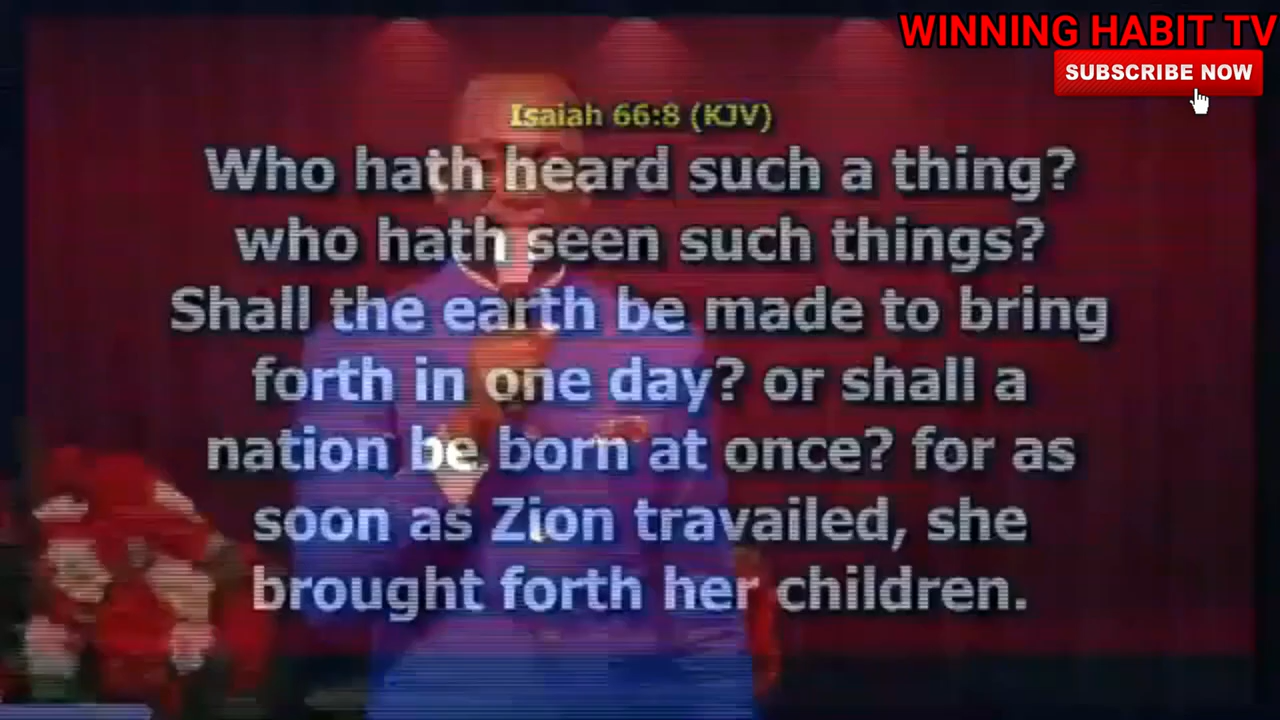 WINNING HABIT TV
SUBSCRIBE NOW
Isaiah 66:8 (KJV)
Who hath heard such a thing?
who hath seen such things?
Shall the earth be made to bring
forth in one day? or shall a
nation be born at once? for as
soon as Zion travailed, she
brought forth her children.